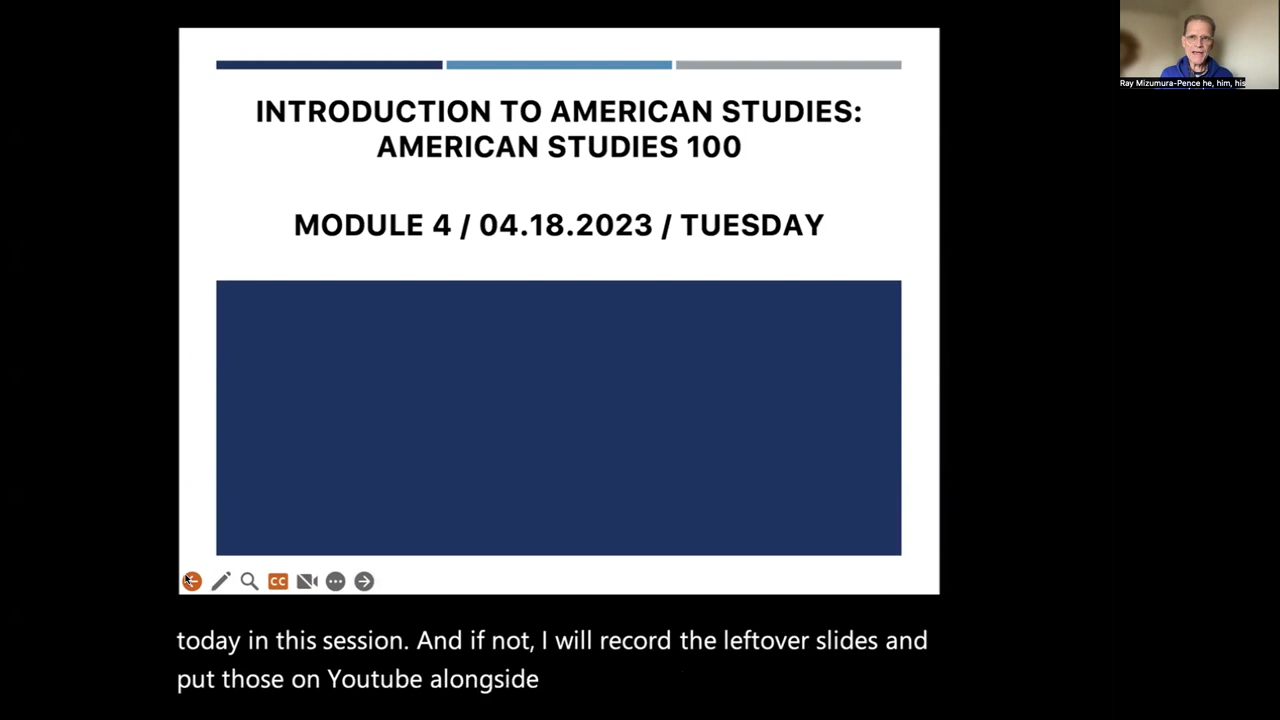 INTRODUCTION TO AMERICAN STUDIES:
AMERICAN STUDIES 100
MODULE 4 / 04.18.2023 / TUESDAY
Ray Mizumura-Pence he, him, his
CC
today in this session. And if not, I will record the leftover slides and
put those on Youtube alongside